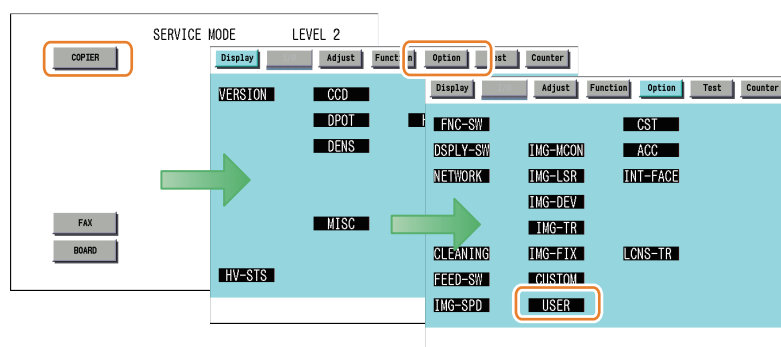 SERVICE MODE LEVEL 2
COPIER
FAX
BOARD
Display Adjust Function Option Test Counter
VERSION CCD
DPOT
DENS
MISC
HV-STS
Display Adjust Function Option Test Counter
FNC-SW CST
DSPLY-SW IMG-MCON ACC
NETWORK IMG-LSR INT-FACE
IMG-DEV
IMG-TR
CLEANING IMG-FIX LCNS-TR
FEED-SW CUSTOM
IMG-SPD USER